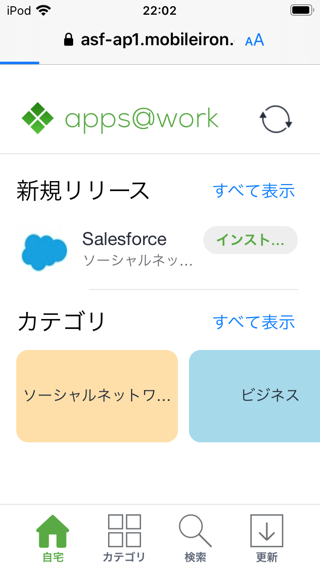 iPod 22:02
asf-ap1.mobileiron. AA
apps@work
新規リリース すべて表示
Salesforce インスト...
ソーシャルネッ...
カテゴリ すべて表示
ソーシャルネットワ... ビジネス
自宅 カテゴリ 検索 更新